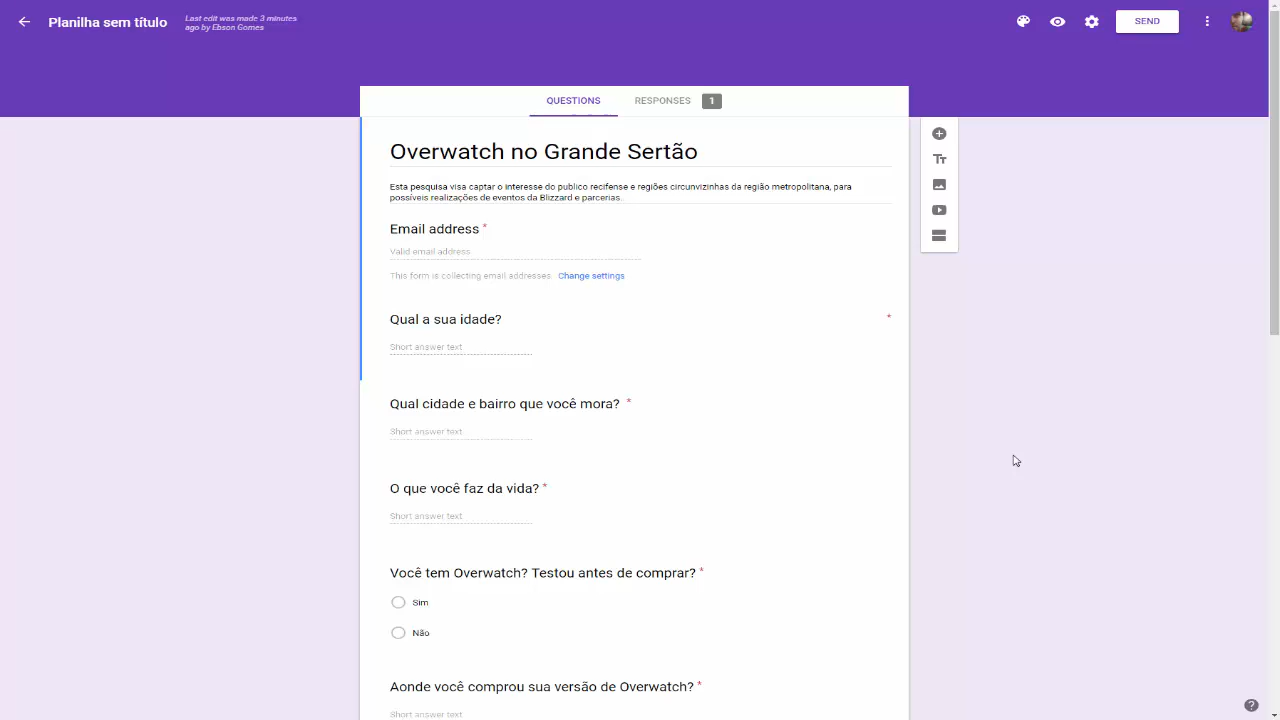 Planilha sem título
Last edit was made 3 minutes
ago by Ebson Gomes
SEND
QUESTIONS
RESPONSES
1
Overwatch no Grande Sertão
Esta pesquisa visa captar o interesse do publico recifense e regiões circunvizinhas da região metropolitana, para
possíveis realizações de eventos da Blizzard e parcerias.
Email address *
Valid email address
This form is collecting email addresses. Change settings
Qual a sua idade? *
Short answer text
Qual cidade e bairro que você mora? *
Short answer text
O que você faz da vida? *
Short answer text
Você tem Overwatch? Testou antes de comprar? *
Sim
Não
Aonde você comprou sua versão de Overwatch? *
Short answer text